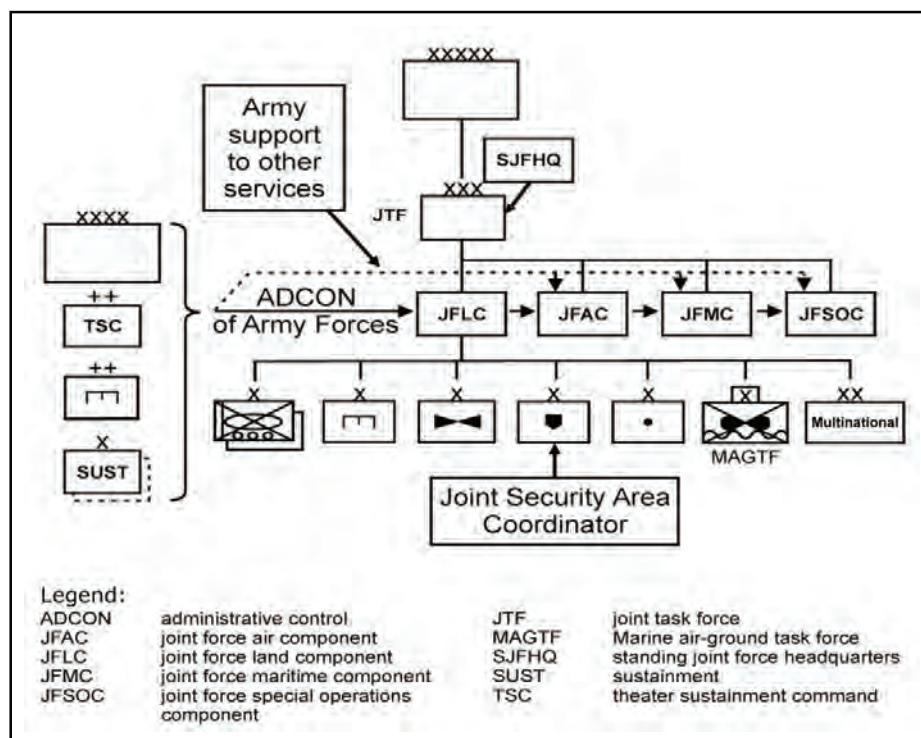 XXXXX
Army
support
to other
services
SJFHQ
XXX
JTF
XXXX
++
TSC
ADCON
of Army Forces
JFLC
JFAC
JFMC
JFSOC
++
X
SUST
X
X
X
X
X
X
XX
Multinational
MAGTF
Joint Security Area
Coordinator
Legend:
ADCON administrative control
JFAC joint force air component
JFLC joint force land component
JFMC joint force maritime component
JFSOC joint force special operations
component
JTF joint task force
MAGTF Marine air-ground task force
SJFHQ standing joint force headquarters
SUST sustainment
TSC theater sustainment command